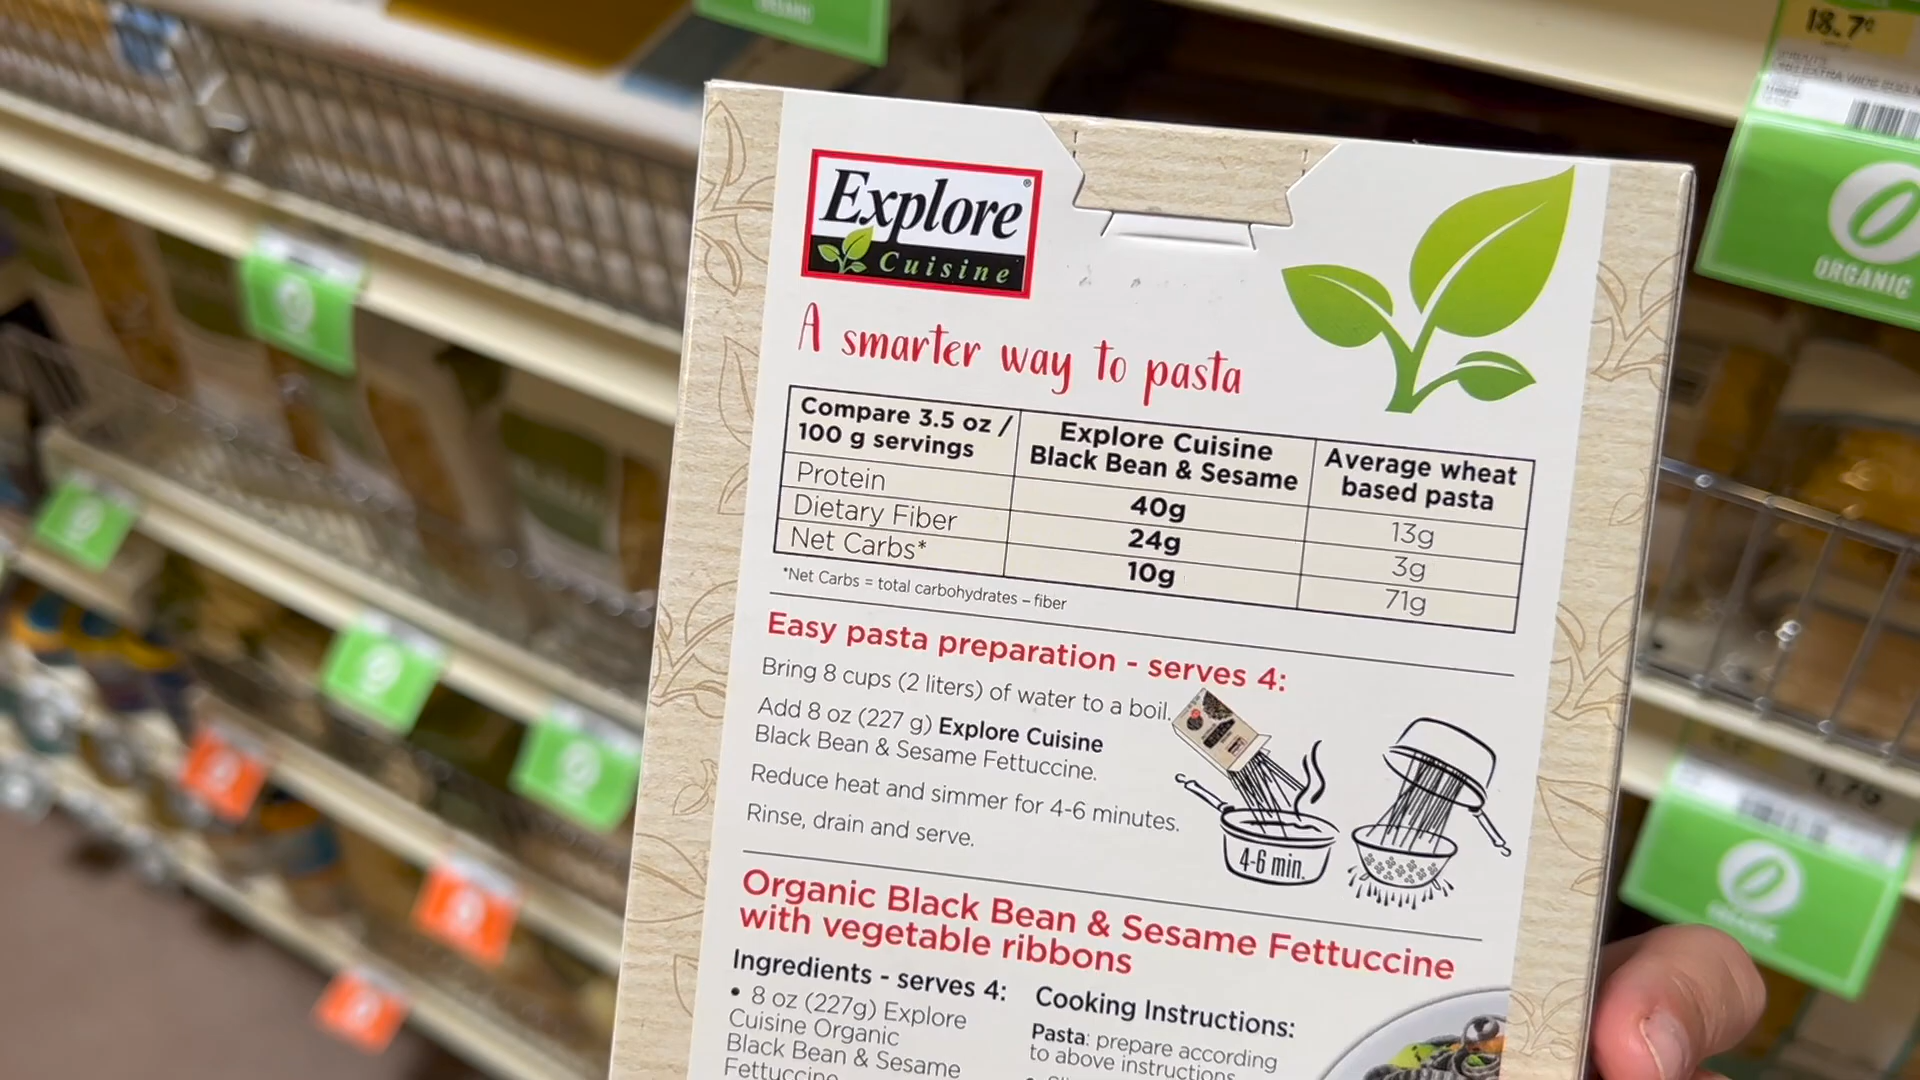 18.7¢
Explore®
Cuisine
ORGANIC
A smarter way to pasta
Compare 3.5 oz /
100 g servings
Explore Cuisine
Black Bean & Sesame
Average wheat
based pasta
Protein 40g 13g
Dietary Fiber 24g 3g
Net Carbs* 10g 71g
*Net Carbs = total carbohydrates – fiber
Easy pasta preparation - serves 4:
Bring 8 cups (2 liters) of water to a boil.
Add 8 oz (227 g) Explore Cuisine
Black Bean & Sesame Fettuccine.
Reduce heat and simmer for 4-6 minutes.
Rinse, drain and serve.
4-6 min.
Organic Black Bean & Sesame Fettuccine
with vegetable ribbons
Ingredients - serves 4:
• 8 oz (227g) Explore
Cuisine Organic
Black Bean & Sesame
Fettuccine
Cooking Instructions:
Pasta: prepare according
to above instructions
ORGANIC